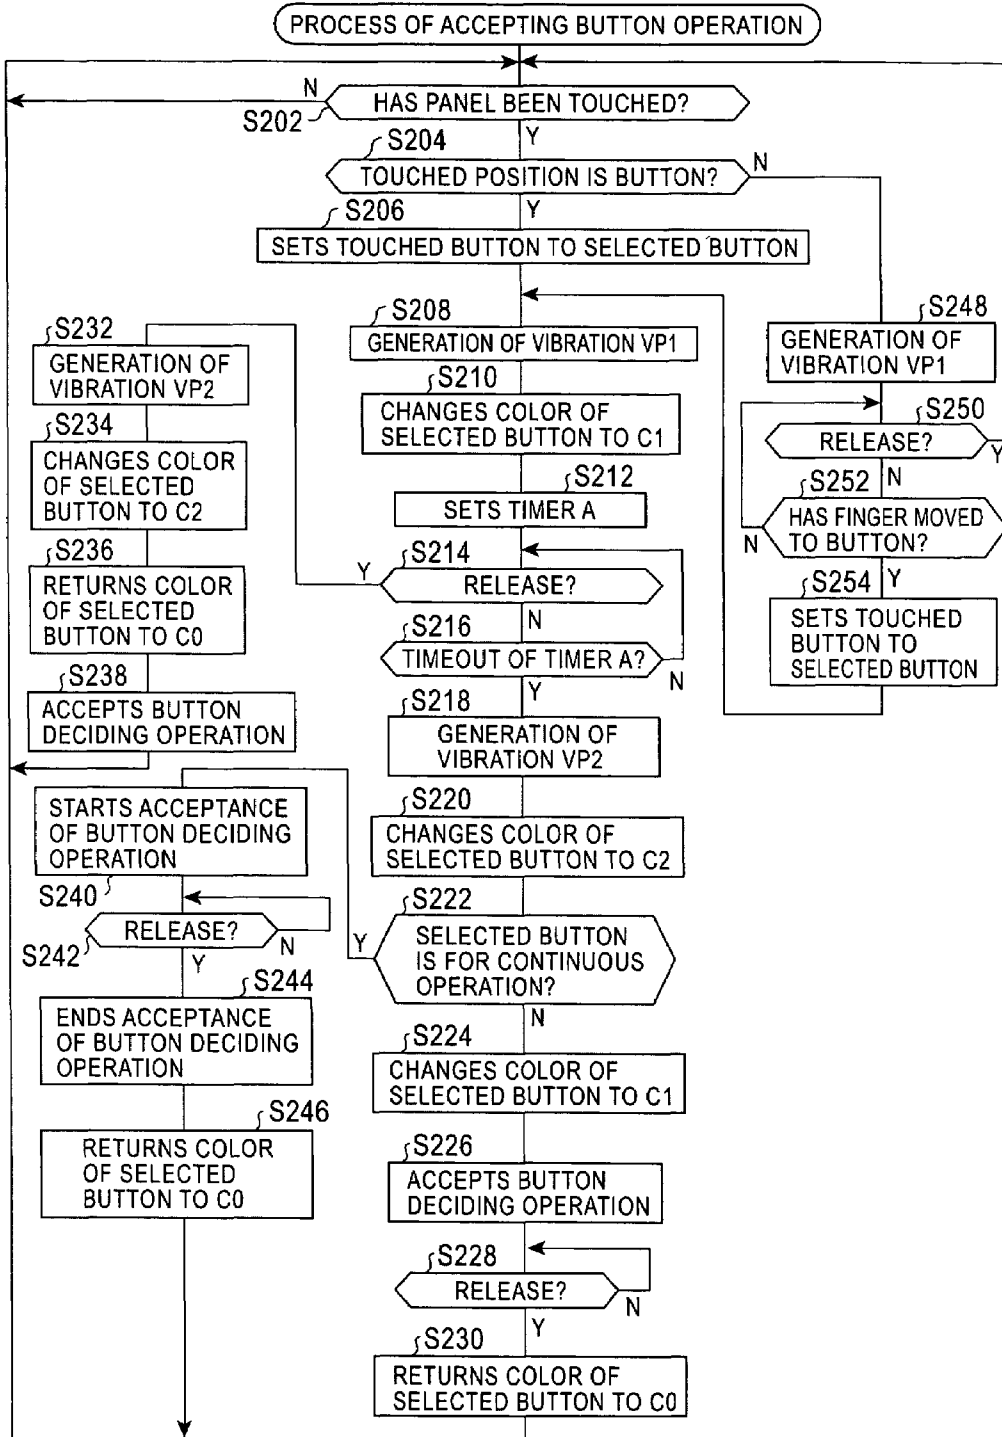 PROCESS OF ACCEPTING BUTTON OPERATION
N
HAS PANEL BEEN TOUCHED?
S202
Y
S204
N
TOUCHED POSITION IS BUTTON?
Y
S206
SETS TOUCHED BUTTON TO SELECTED BUTTON
S208
GENERATION OF VIBRATION VP1
S210
CHANGES COLOR OF
SELECTED BUTTON TO C1
S212
SETS TIMER A
S214
Y
RELEASE?
N
S216
TIMEOUT OF TIMER A?
N
Y
S218
GENERATION OF
VIBRATION VP2
S220
CHANGES COLOR OF
SELECTED BUTTON TO C2
S222
Y
SELECTED BUTTON
IS FOR CONTINUOUS
OPERATION?
N
S224
CHANGES COLOR OF
SELECTED BUTTON TO C1
S226
ACCEPTS BUTTON
DECIDING OPERATION
S228
RELEASE?
N
Y
S230
RETURNS COLOR OF
SELECTED BUTTON TO C0
S232
GENERATION OF
VIBRATION VP2
S234
CHANGES COLOR
OF SELECTED
BUTTON TO C2
S236
RETURNS COLOR
OF SELECTED
BUTTON TO C0
S238
ACCEPTS BUTTON
DECIDING OPERATION
STARTS ACCEPTANCE
OF BUTTON DECIDING
OPERATION
S240
RELEASE?
S242
N
Y
S244
ENDS ACCEPTANCE
OF BUTTON DECIDING
OPERATION
S246
RETURNS COLOR
OF SELECTED
BUTTON TO C0
S248
GENERATION OF
VIBRATION VP1
S250
RELEASE?
Y
N
S252
HAS FINGER MOVED
TO BUTTON?
N
Y
S254
SETS TOUCHED
BUTTON TO
SELECTED BUTTON